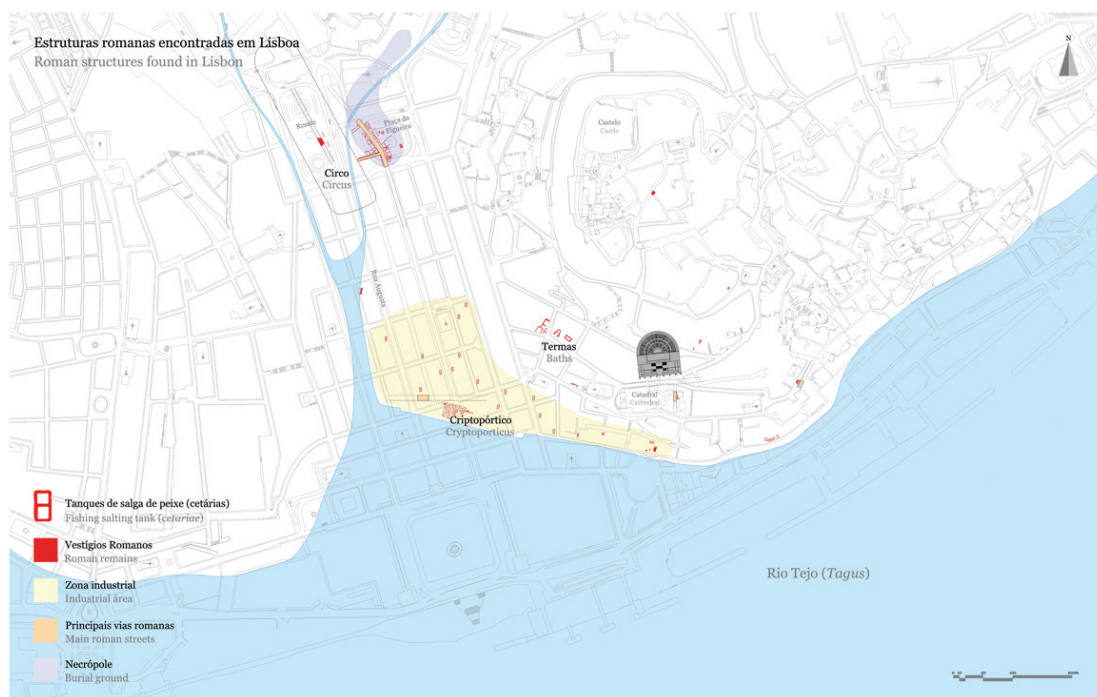 Estruturas romanas encontradas em Lisboa
Roman structures found in Lisbon
N
Rossio
Praça da
Figueira
Castelo
Castle
Circo
Circus
Rua Augusta
Termas
Baths
Catedral
Cathedral
Criptopórtico
Cryptoporticus
Tanques de salga de peixe (cetárias)
Fishing salting tank (cetariae)
Vestígios Romanos
Roman remains
Zona industrial
Industrial área
Principais vias romanas
Main roman streets
Necrópole
Burial ground
Rio Tejo (Tagus)